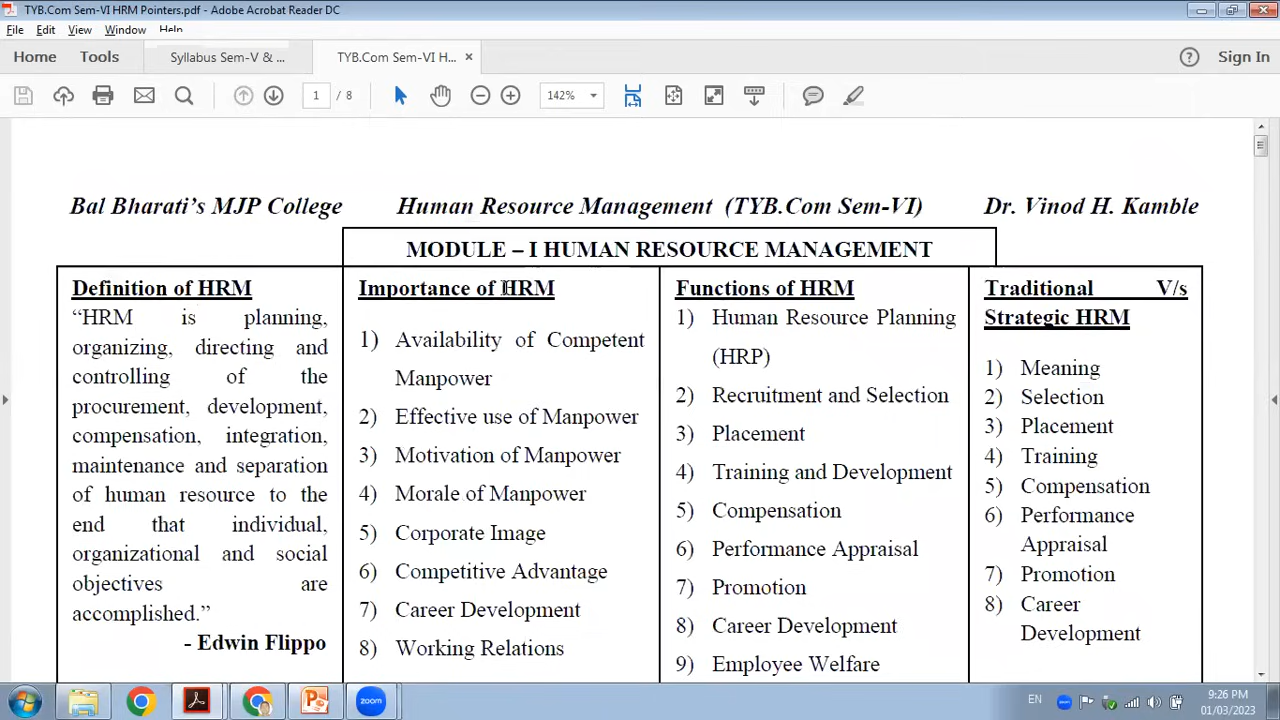 TYB.Com Sem-VI HRM Pointers.pdf - Adobe Acrobat Reader DC
File Edit View Window Help
Home Tools Syllabus Sem-V & ... TYB.Com Sem-VI H... × ? Sign In
1 / 8 142%
Bal Bharati's MJP College Human Resource Management (TYB.Com Sem-VI) Dr. Vinod H. Kamble
MODULE – I HUMAN RESOURCE MANAGEMENT
Definition of HRM
“HRM is planning,
organizing, directing and
controlling of the
procurement, development,
compensation, integration,
maintenance and separation
of human resource to the
end that individual,
organizational and social
objectives are
accomplished.”
- Edwin Flippo
Importance of HRM
1) Availability of Competent
Manpower
2) Effective use of Manpower
3) Motivation of Manpower
4) Morale of Manpower
5) Corporate Image
6) Competitive Advantage
7) Career Development
8) Working Relations
Functions of HRM
1) Human Resource Planning
(HRP)
2) Recruitment and Selection
3) Placement
4) Training and Development
5) Compensation
6) Performance Appraisal
7) Promotion
8) Career Development
9) Employee Welfare
Traditional V/s
Strategic HRM
1) Meaning
2) Selection
3) Placement
4) Training
5) Compensation
6) Performance
Appraisal
7) Promotion
8) Career
Development
zoom
EN
9:26 PM
01/03/2023